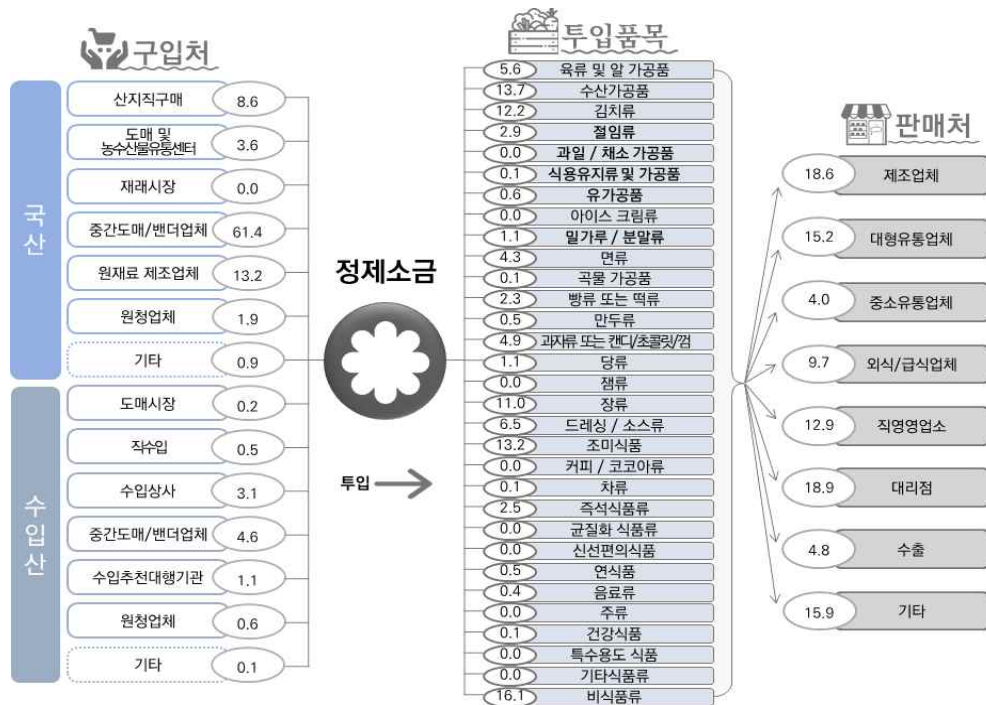 구입처
국산
산지직구매 8.6
도매 및
농수산물유통센터 3.6
재래시장 0.0
중간도매/밴더업체 61.4
원재료 제조업체 13.2
원청업체 1.9
기타 0.9
수입산
도매시장 0.2
직수입 0.5
수입상사 3.1
중간도매/밴더업체 4.6
수입추천대행기관 1.1
원청업체 0.6
기타 0.1
정제소금
투입
투입품목
5.6 육류 및 알 가공품
13.7 수산가공품
12.2 김치류
2.9 절임류
0.0 과일 / 채소 가공품
0.1 식용유지류 및 가공품
0.6 유가공품
0.0 아이스 크림류
1.1 밀가루 / 분말류
4.3 면류
0.1 곡물 가공품
2.3 빵류 또는 떡류
0.5 만두류
4.9 과자류 또는 캔디/초콜릿/껌
1.1 당류
0.0 잼류
11.0 장류
6.5 드레싱 / 소스류
13.2 조미식품
0.0 커피 / 코코아류
0.1 차류
2.5 즉석식품류
0.0 균질화 식품류
0.0 신선편의식품
0.5 연식품
0.4 음료류
0.0 주류
0.1 건강식품
0.0 특수용도 식품
0.0 기타식품류
16.1 비식품류
판매처
18.6 제조업체
15.2 대형유통업체
4.0 중소유통업체
9.7 외식/급식업체
12.9 직영영업소
18.9 대리점
4.8 수출
15.9 기타